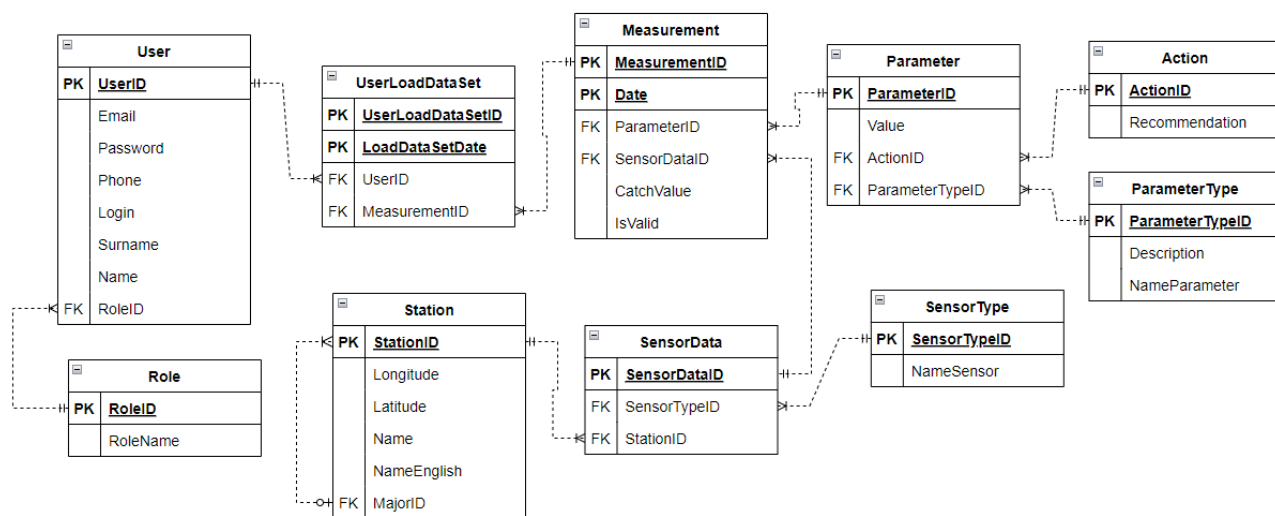 User
PK UserID
Email
Password
Phone
Login
Surname
Name
FK RoleID
Role
PK RoleID
RoleName
UserLoadDataSet
PK UserLoadDataSetID
PK LoadDataSetDate
FK UserID
FK MeasurementID
Measurement
PK MeasurementID
PK Date
FK ParameterID
FK SensorDataID
CatchValue
IsValid
Parameter
PK ParameterID
Value
FK ActionID
FK ParameterTypeID
Action
PK ActionID
Recommendation
ParameterType
PK ParameterTypeID
Description
NameParameter
Station
PK StationID
Longitude
Latitude
Name
NameEnglish
FK MajorID
SensorData
PK SensorDataID
FK SensorTypeID
FK StationID
SensorType
PK SensorTypeID
NameSensor